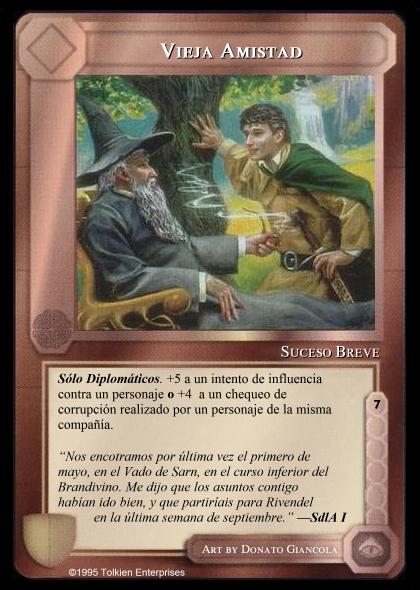 Vieja Amistad
Suceso Breve
Sólo Diplomáticos. +5 a un intento de influencia
contra un personaje o +4 a un chequeo de
corrupción realizado por un personaje de la misma
compañía.
7
“Nos encotramos por última vez el primero de
mayo, en el Vado de Sarn, en el curso inferior del
Brandivino. Me dijo que los asuntos contigo
habían ido bien, y que partiríais para Rivendel
en la última semana de septiembre.” —SdlA I
Art by Donato Giancola
©1995 Tolkien Enterprises